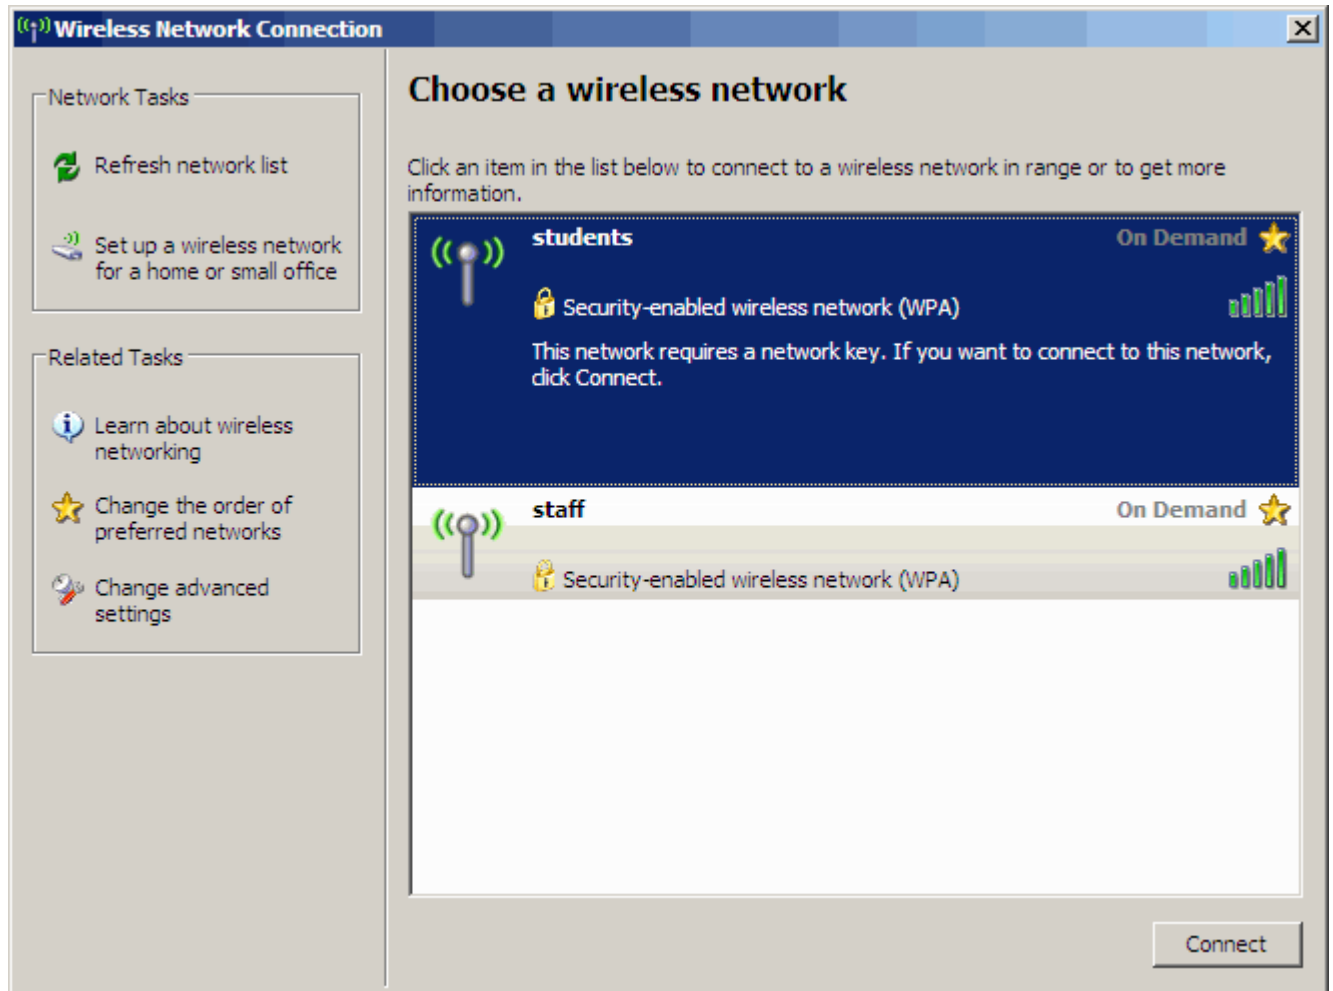 Wireless Network Connection
Network Tasks
Refresh network list
Set up a wireless network
for a home or small office
Related Tasks
Learn about wireless
networking
Change the order of
preferred networks
Change advanced
settings
Choose a wireless network
Click an item in the list below to connect to a wireless network in range or to get more
information.
students On Demand
Security-enabled wireless network (WPA)
This network requires a network key. If you want to connect to this network,
click Connect.
staff On Demand
Security-enabled wireless network (WPA)
Connect